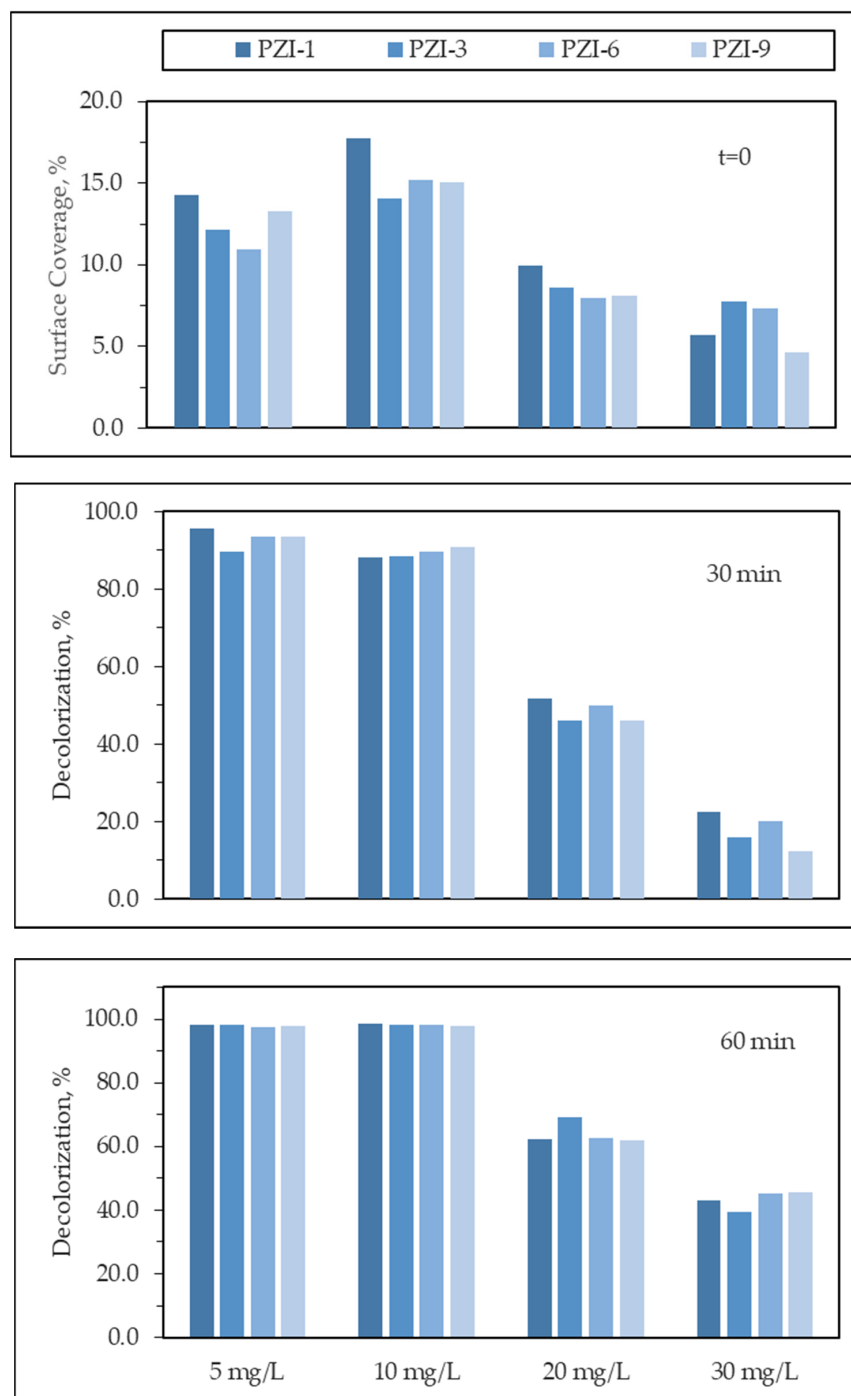 PZI-1 PZI-3 PZI-6 PZI-9
20.0
15.0
10.0
5.0
0.0
Surface Coverage, %
t=0
100.0
80.0
60.0
40.0
20.0
0.0
Decolorization, %
30 min
100.0
80.0
60.0
40.0
20.0
0.0
Decolorization, %
60 min
5 mg/L 10 mg/L 20 mg/L 30 mg/L